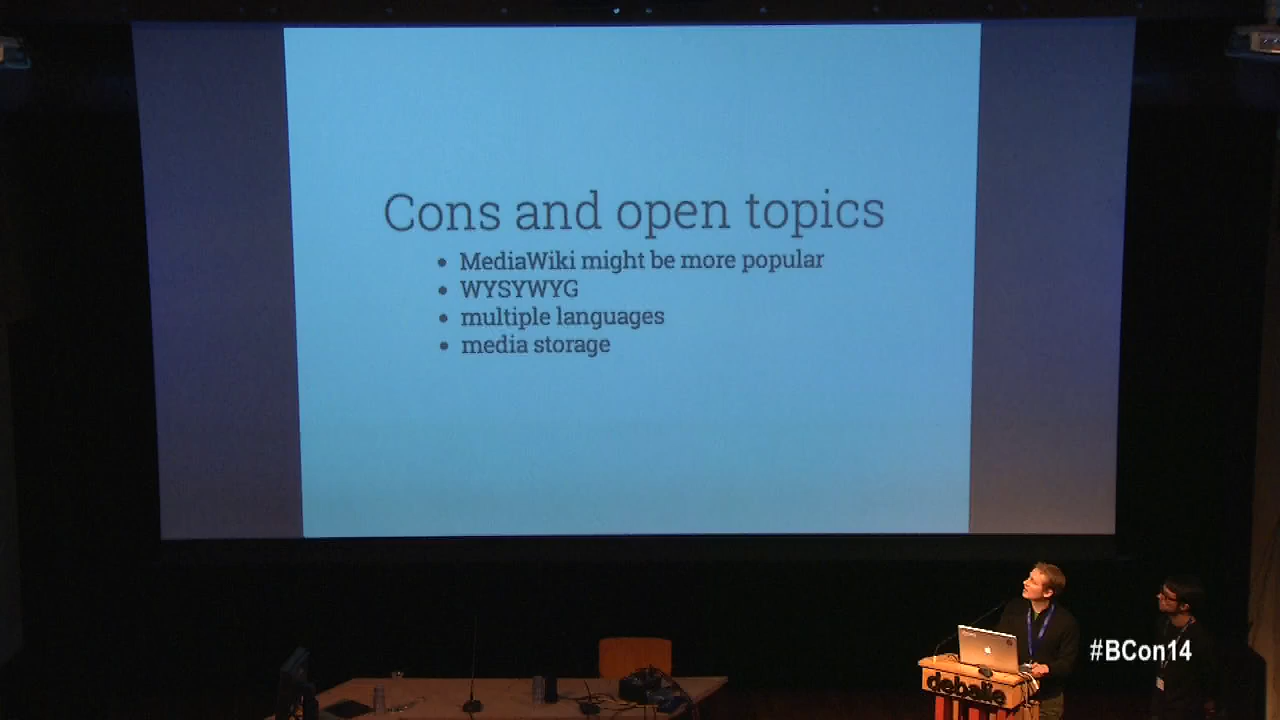 Cons and open topics
MediaWiki might be more popular
WYSYWYG
multiple languages
media storage
#BCon14
debalie